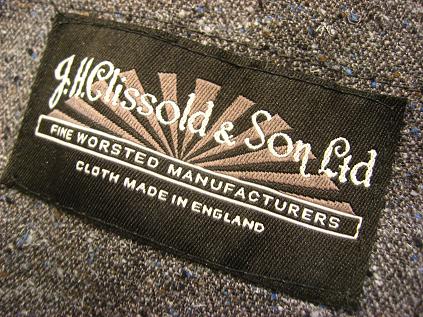 J.H.Clissold & Son Ltd
FINE WORSTED MANUFACTURERS
CLOTH MADE IN ENGLAND